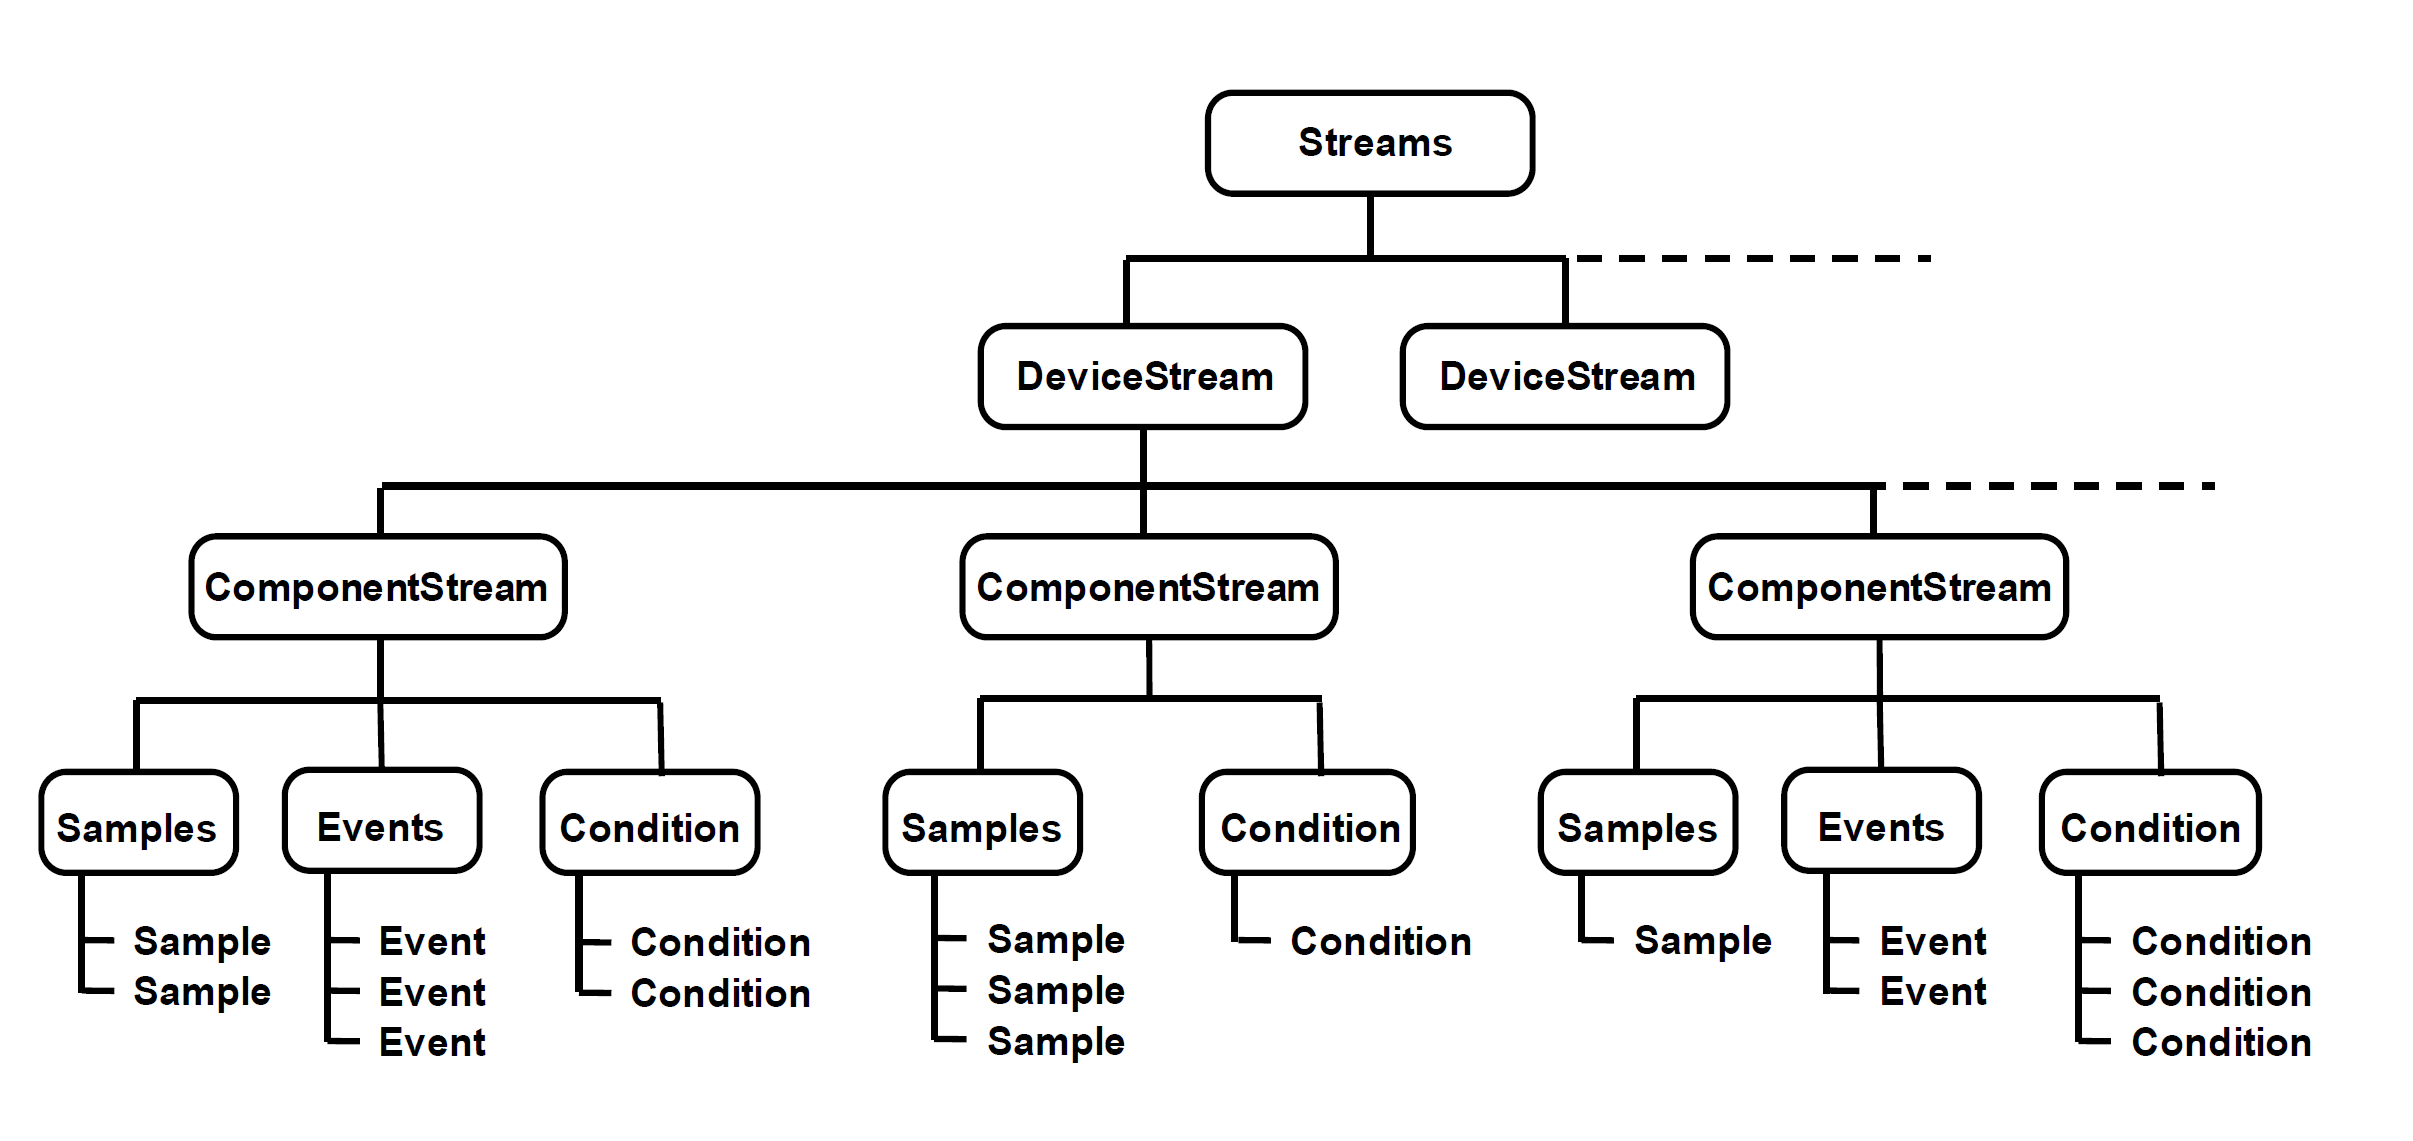 Streams
DeviceStream DeviceStream
ComponentStream ComponentStream ComponentStream
Samples Events Condition Samples Condition Samples Events Condition
Sample Event Condition Sample Condition Sample Event Condition
Sample Event Condition Sample Event Condition
Event Sample Condition